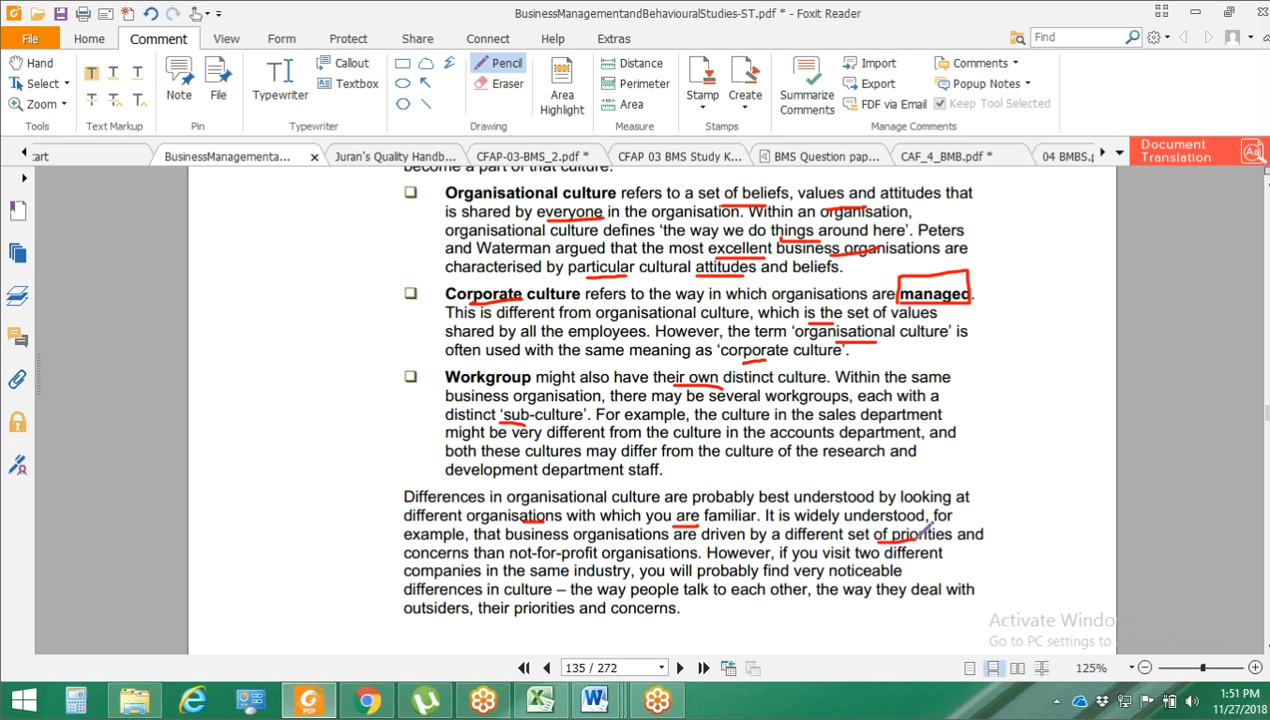 BusinessManagementandBehaviouralStudies-ST.pdf * - Foxit Reader
File Home Comment View Form Protect Share Connect Help Extras
Find
Hand Select Zoom
Tools
T T T
T T T
Text Markup
Note File
Pin
Typewriter Callout Textbox
Typewriter
Pencil Eraser Area Highlight
Drawing
Distance Perimeter Area
Measure
Stamp Create
Stamps
Summarize Comments Import Export FDF via Email Comments Popup Notes Keep Tool Selected
Manage Comments
tart BusinessManagementa... Juran's Quality Handb... CFAP-03-BMS_2.pdf * CFAP 03 BMS Study K... BMS Question pap... CAF_4_BMB.pdf * 04 BMBS.p
Document Translation
become a part of that culture.
Organisational culture refers to a set of beliefs, values and attitudes that
is shared by everyone in the organisation. Within an organisation,
organisational culture defines ‘the way we do things around here’. Peters
and Waterman argued that the most excellent business organisations are
characterised by particular cultural attitudes and beliefs.
Corporate culture refers to the way in which organisations are managed.
This is different from organisational culture, which is the set of values
shared by all the employees. However, the term ‘organisational culture’ is
often used with the same meaning as ‘corporate culture’.
Workgroup might also have their own distinct culture. Within the same
business organisation, there may be several workgroups, each with a
distinct ‘sub-culture’. For example, the culture in the sales department
might be very different from the culture in the accounts department, and
both these cultures may differ from the culture of the research and
development department staff.
Differences in organisational culture are probably best understood by looking at
different organisations with which you are familiar. It is widely understood, for
example, that business organisations are driven by a different set of priorities and
concerns than not-for-profit organisations. However, if you visit two different
companies in the same industry, you will probably find very noticeable
differences in culture – the way people talk to each other, the way they deal with
outsiders, their priorities and concerns.
Go to PC settings to
135 / 272
125%
1:51 PM
11/27/2018